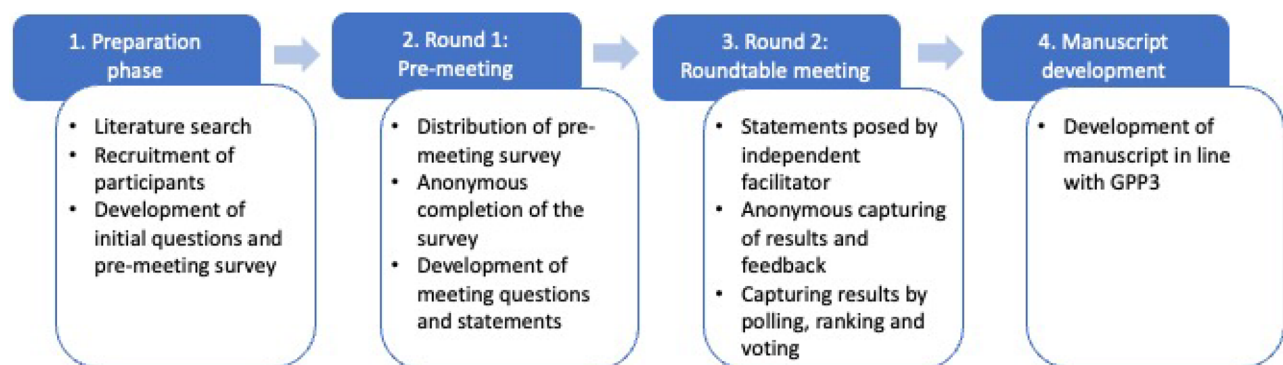 1. Preparation
phase
• Literature search
• Recruitment of
participants
• Development of
initial questions and
pre-meeting survey
2. Round 1:
Pre-meeting
• Distribution of pre-
meeting survey
• Anonymous
completion of the
survey
• Development of
meeting questions
and statements
3. Round 2:
Roundtable meeting
• Statements posed by
independent
facilitator
• Anonymous capturing
of results and
feedback
• Capturing results by
polling, ranking and
voting
4. Manuscript
development
• Development of
manuscript in line
with GPP3